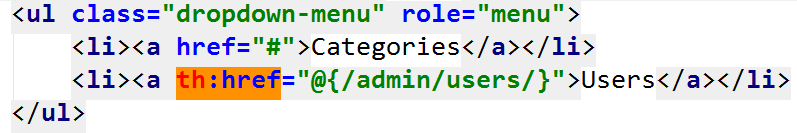 <ul class="dropdown-menu" role="menu">
    <li><a href="#">Categories</a></li>
    <li><a th:href="@{/admin/users/}">Users</a></li>
</ul>